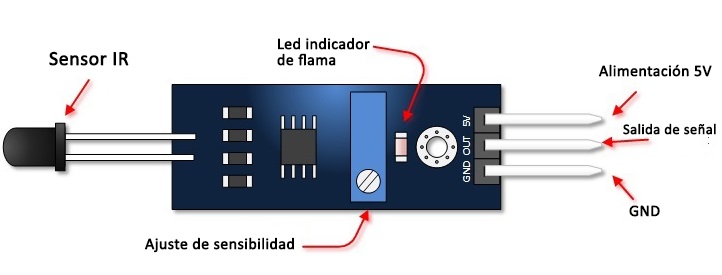 Led indicador
de flama
Sensor IR
Alimentación 5V
5V
Salida de señal
OUT
GND
GND
Ajuste de sensibilidad